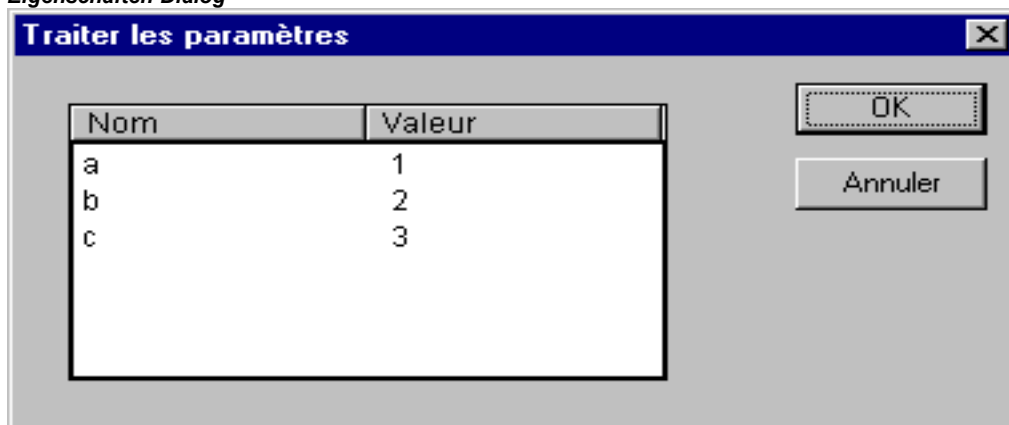 Eigenschaften-Dialog
Traiter les paramètres
Nom Valeur OK
a 1
b 2 Annuler
c 3